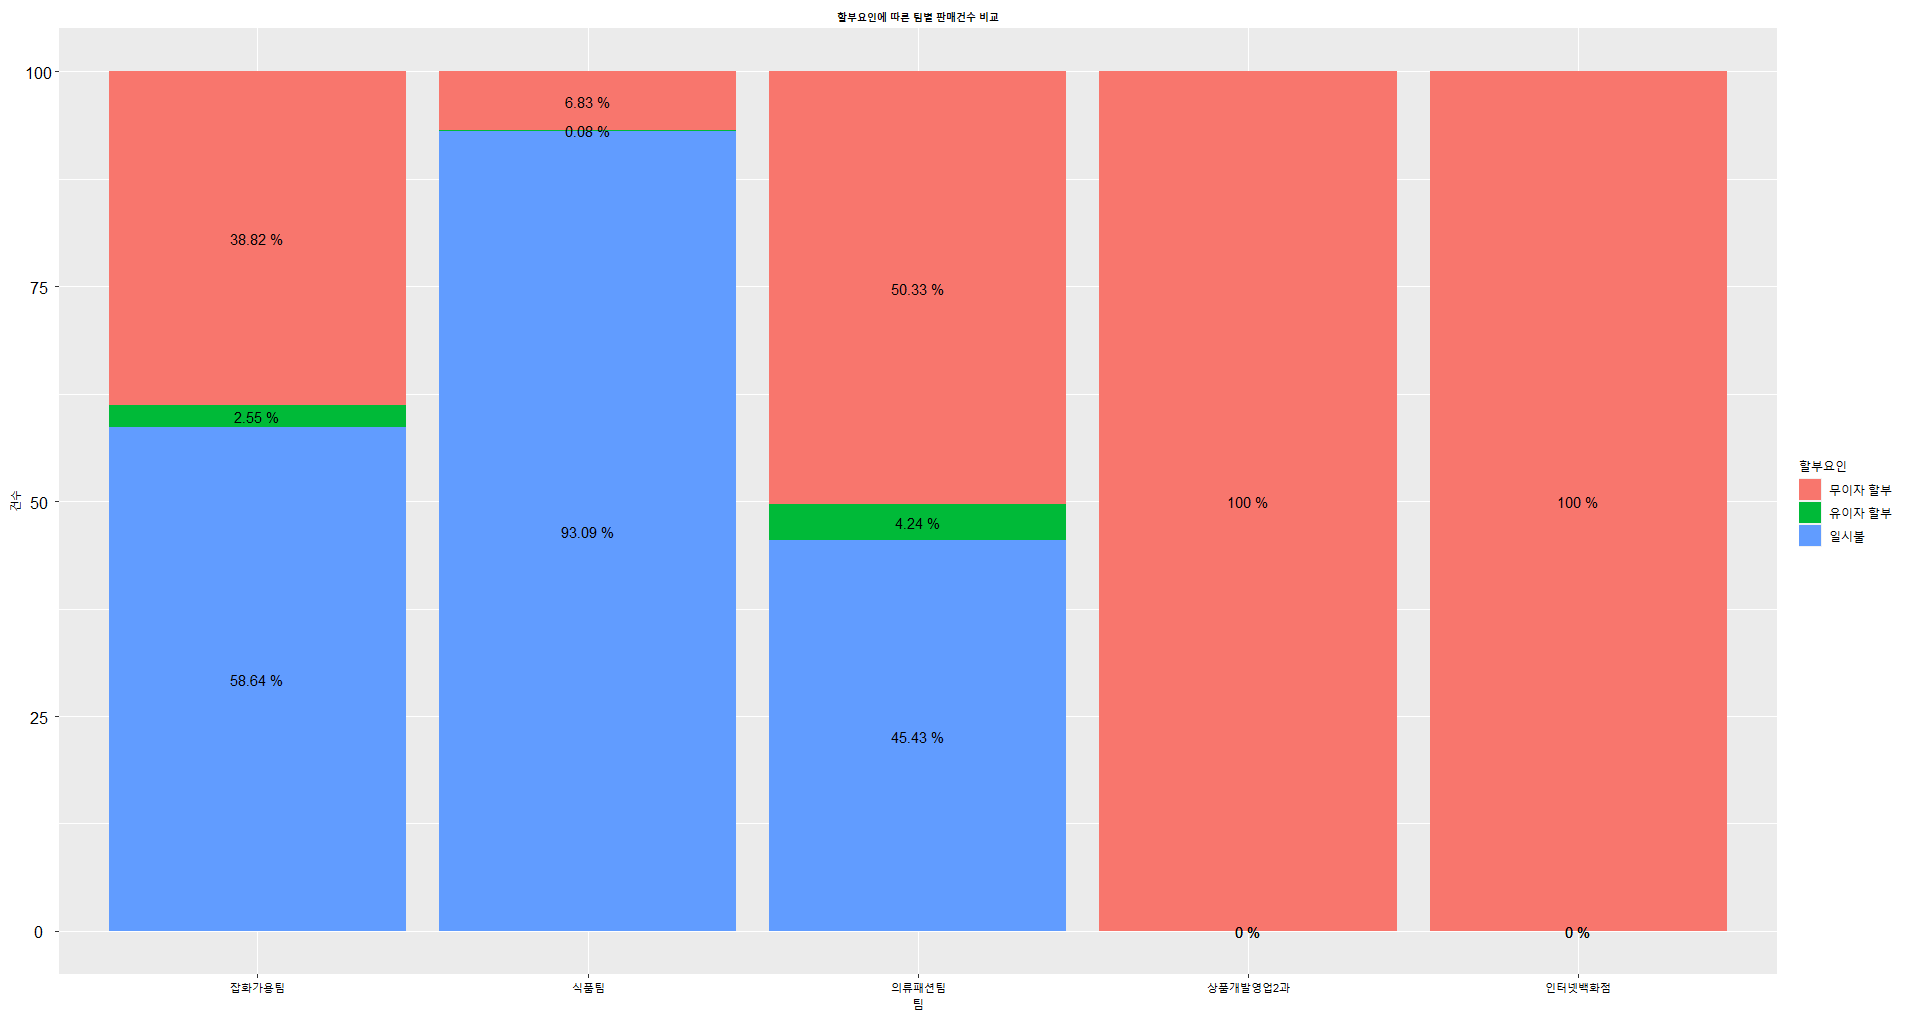 할부요인에 따른 팀별 판매건수 비교
100
75
50
25
0
건수
38.82 %
2.55 %
58.64 %
6.83 %
0.08 %
93.09 %
50.33 %
4.24 %
45.43 %
100 %
0 %
100 %
0 %
잡화가용팀
식품팀
의류패션팀
상품개발영업2과
인터넷백화점
팀
할부요인
무이자 할부
유이자 할부
일시불